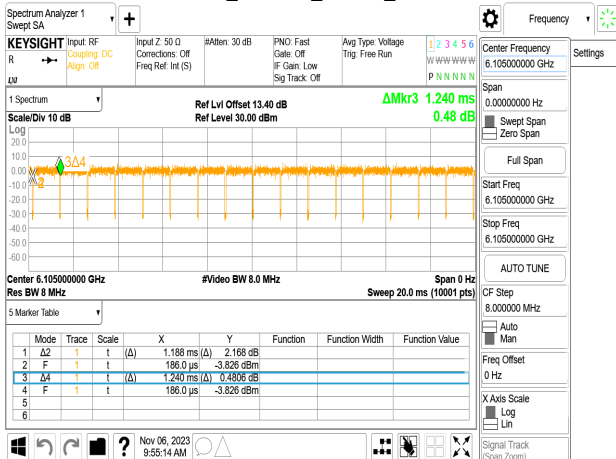 Spectrum Analyzer 1
Swept SA
Frequency
KEYSIGHT
R
LXI
Input: RF
Coupling: DC
Align: Off
Input Z: 50 Ω
Corrections: Off
Freq Ref: Int (S)
#Atten: 30 dB
PNO: Fast
Gate: Off
IF Gain: Low
Sig Track: Off
Avg Type: Voltage
Trig: Free Run
1 2 3 4 5 6
W W W W W W
P N N N N N
1 Spectrum
Scale/Div 10 dB
Ref Lvl Offset 13.40 dB
Ref Level 30.00 dBm
ΔMkr3 1.240 ms
0.48 dB
Log
20.0
10.0
0.00
-10.0
-20.0
-30.0
-40.0
-50.0
-60.0
3Δ4
Center 6.105000000 GHz
Res BW 8 MHz
#Video BW 8.0 MHz
Span 0 Hz
Sweep 20.0 ms (10001 pts)
5 Marker Table
Mode Trace Scale X Y Function Function Width Function Value
1 Δ2 1 t (Δ) 1.188 ms (Δ) 2.168 dB
2 F 1 t 186.0 µs -3.826 dBm
3 Δ4 1 t (Δ) 1.240 ms (Δ) 0.4806 dB
4 F 1 t 186.0 µs -3.826 dBm
5
6
?
Nov 06, 2023
9:55:14 AM
Center Frequency
6.105000000 GHz
Settings
Span
0.00000000 Hz
Swept Span
Zero Span
Full Span
Start Freq
6.105000000 GHz
Stop Freq
6.105000000 GHz
AUTO TUNE
CF Step
8.000000 MHz
Auto
Man
Freq Offset
0 Hz
X Axis Scale
Log
Lin
Signal Track
(Span Zoom)